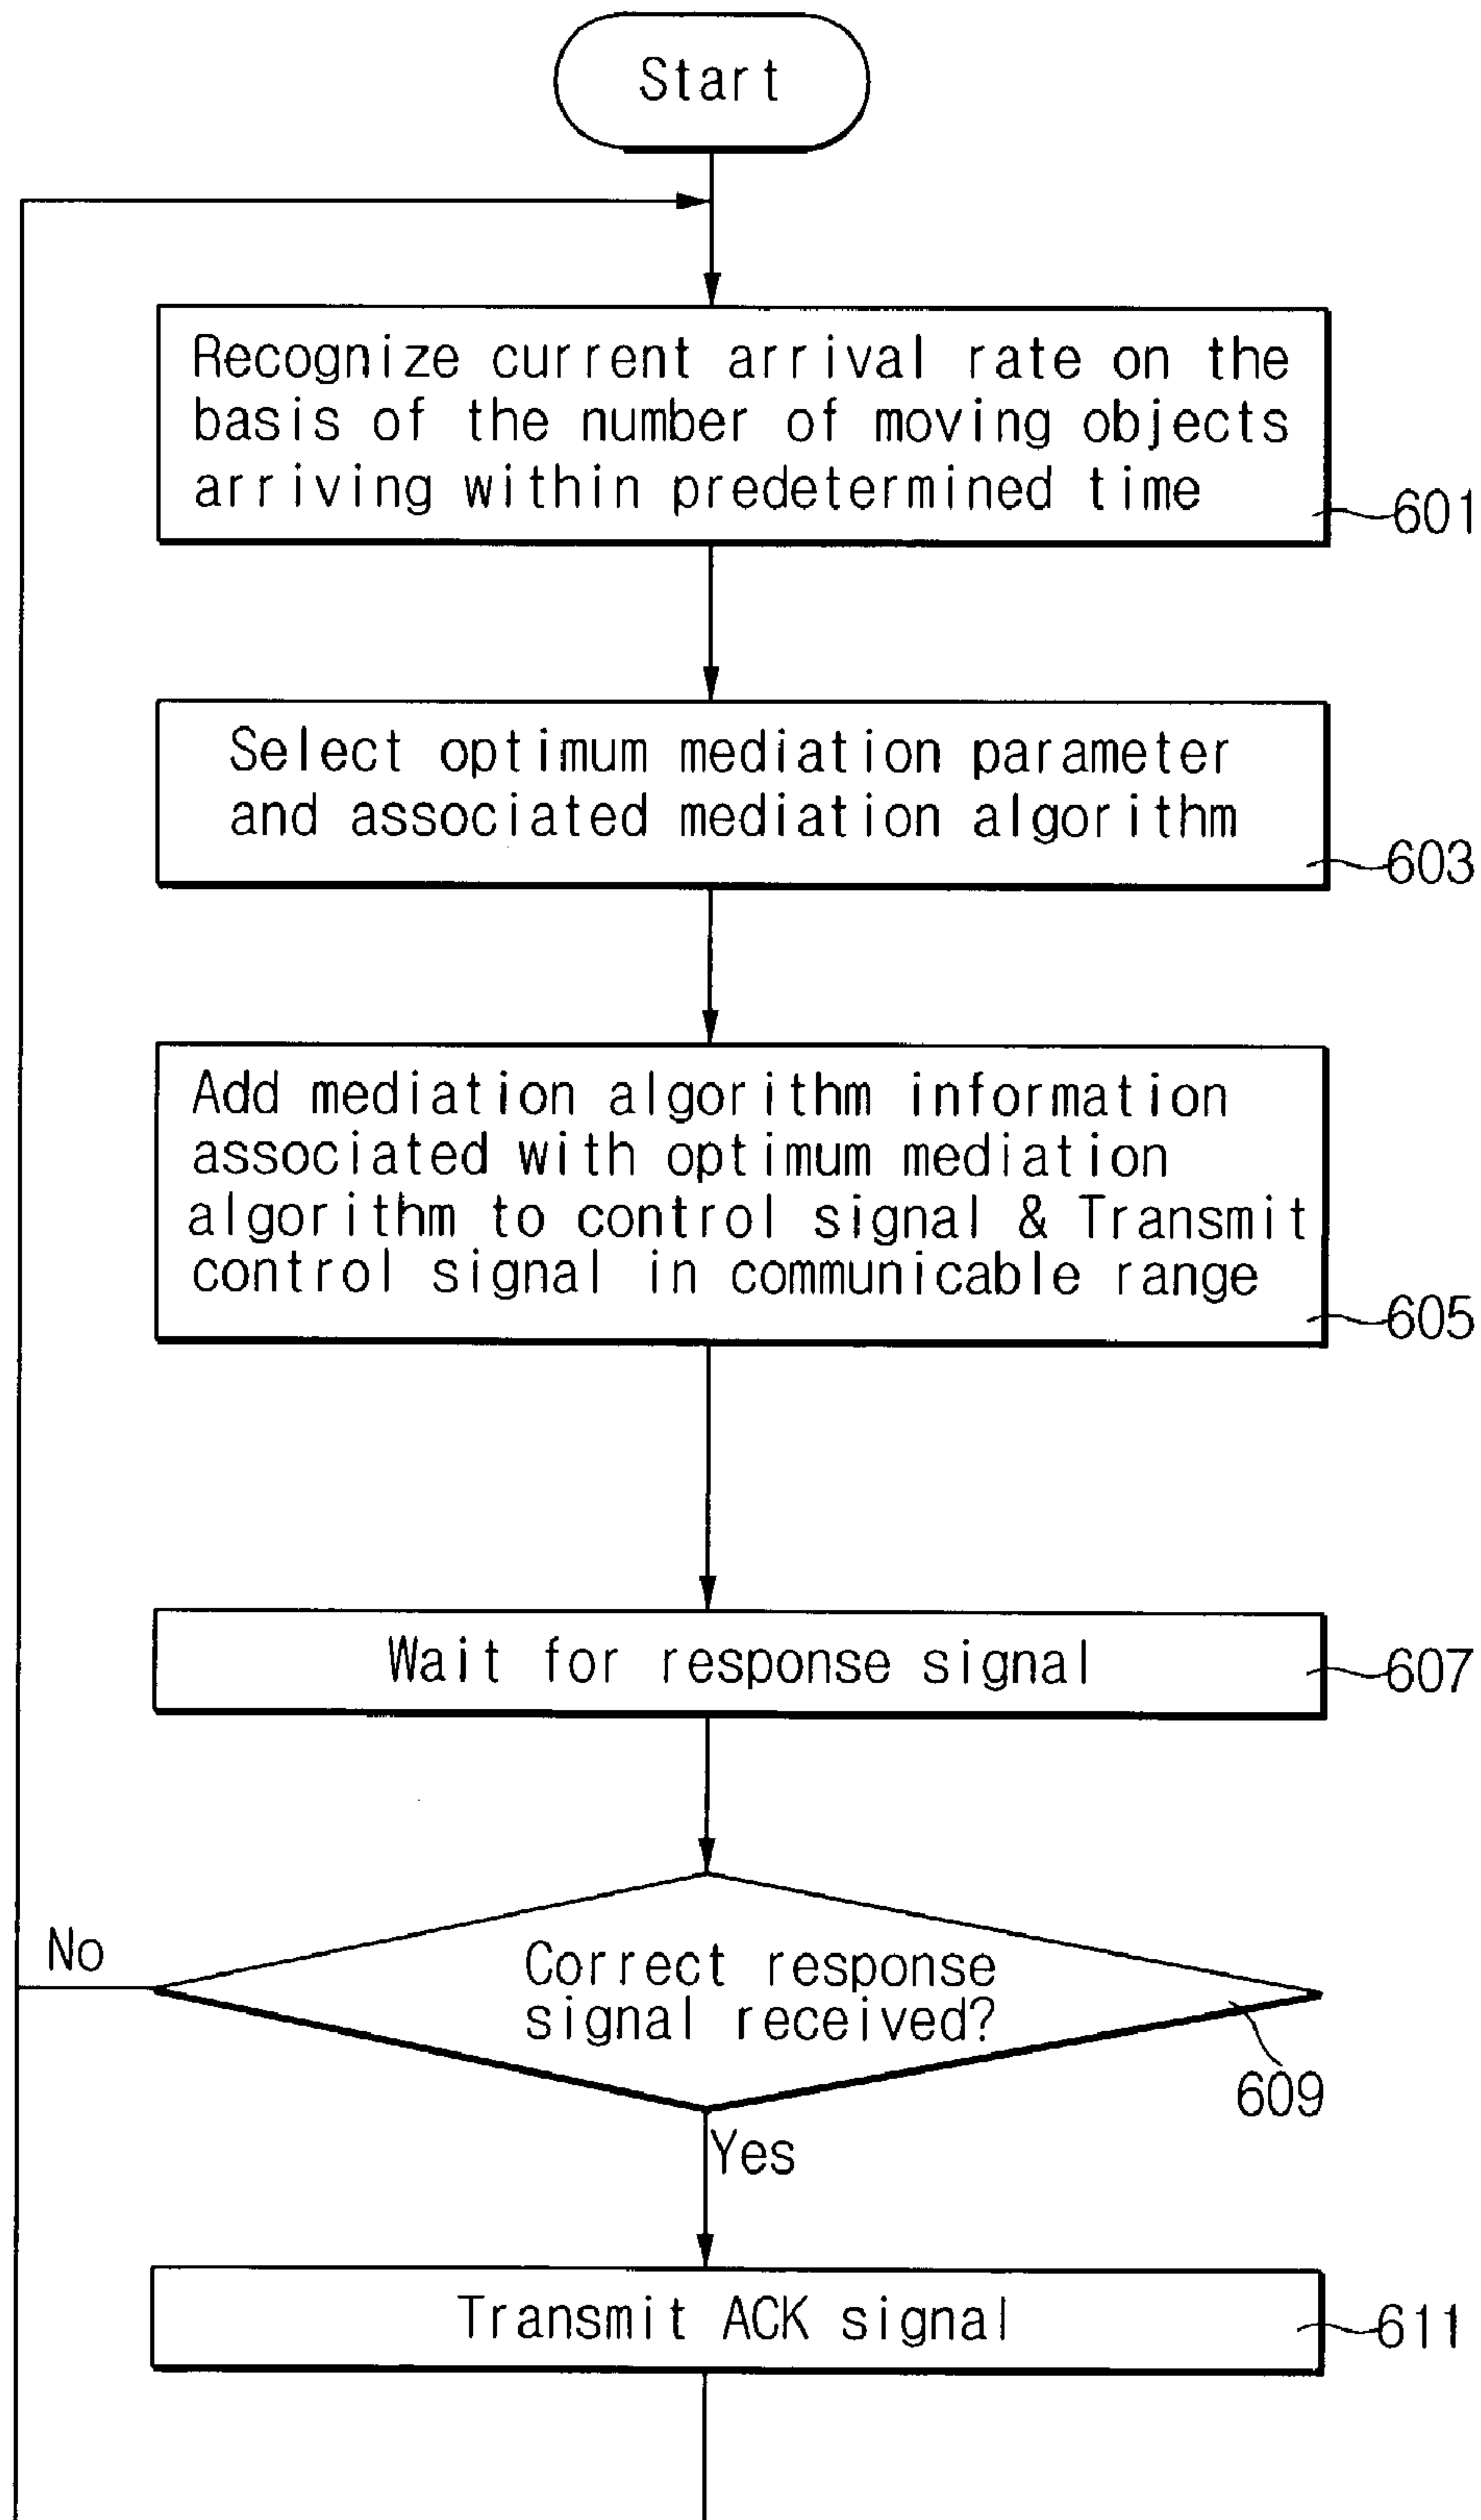 Start
Recognize current arrival rate on the
basis of the number of moving objects
arriving within predetermined time
601
Select optimum mediation parameter
and associated mediation algorithm
603
Add mediation algorithm information
associated with optimum mediation
algorithm to control signal & Transmit
control signal in communicable range
605
Wait for response signal
607
No
Correct response
signal received?
609
Yes
Transmit ACK signal
611